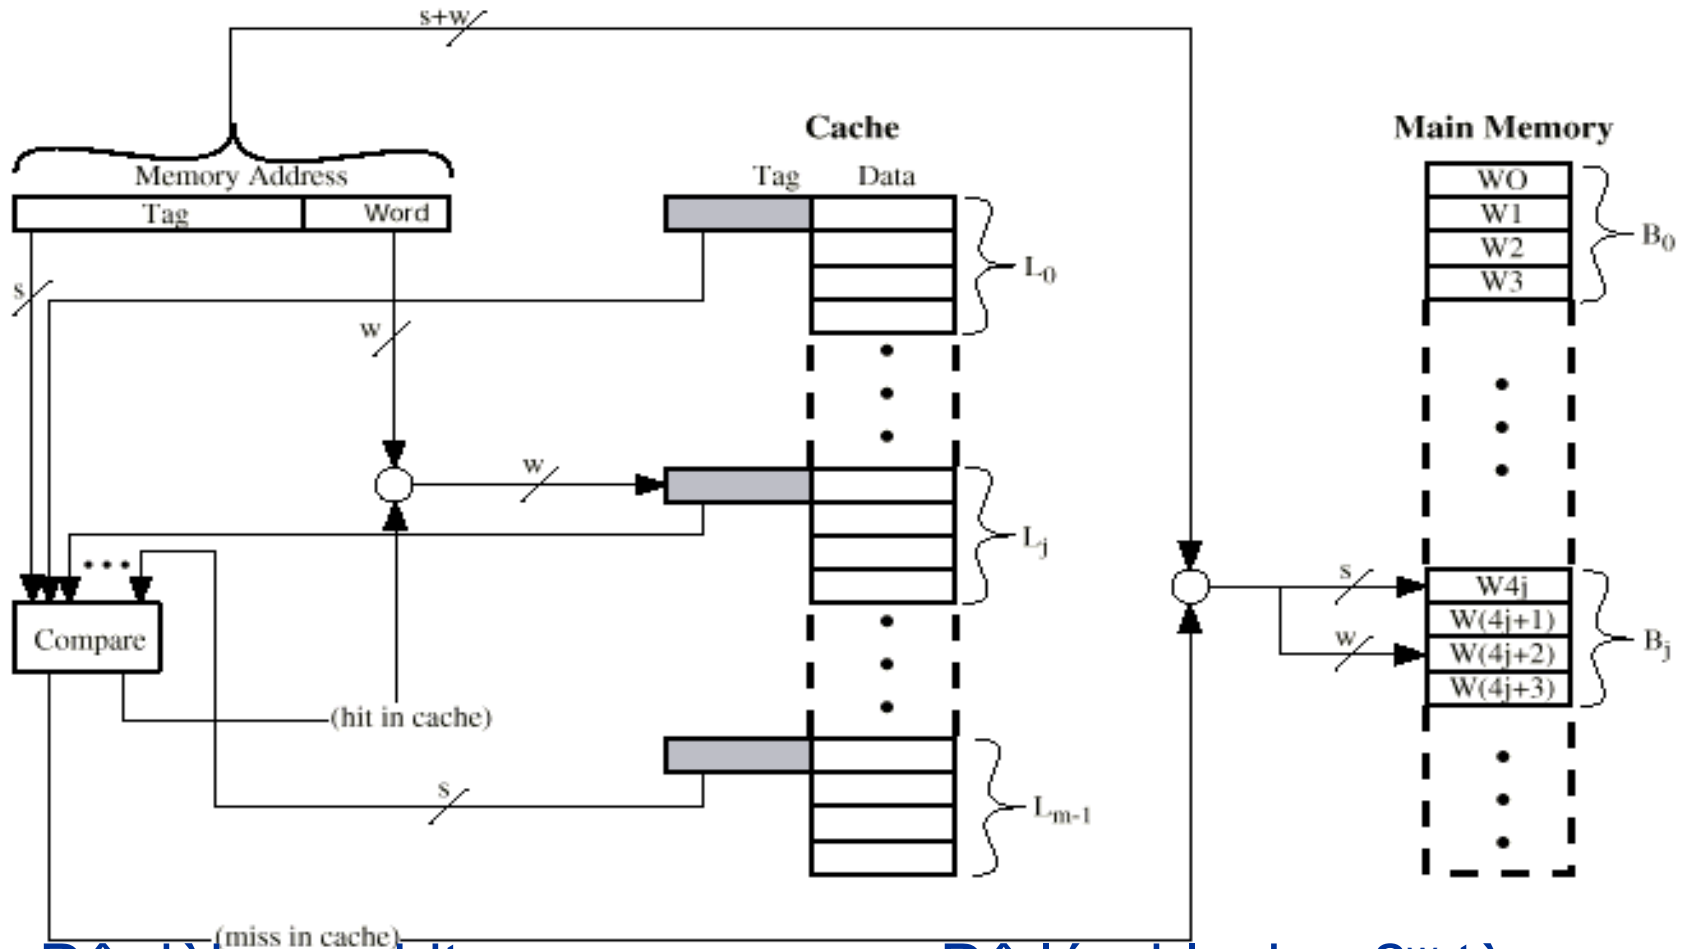 s+w
Cache
Main Memory
Memory Address
Tag Data
Tag Word
WO
W1
W2
W3
B0
L0
s
w
w
Lj
s
W4j
W(4j+1)
W(4j+2)
W(4j+3)
w
Bj
Compare
(hit in cache)
s
Lm-1
(miss in cache)